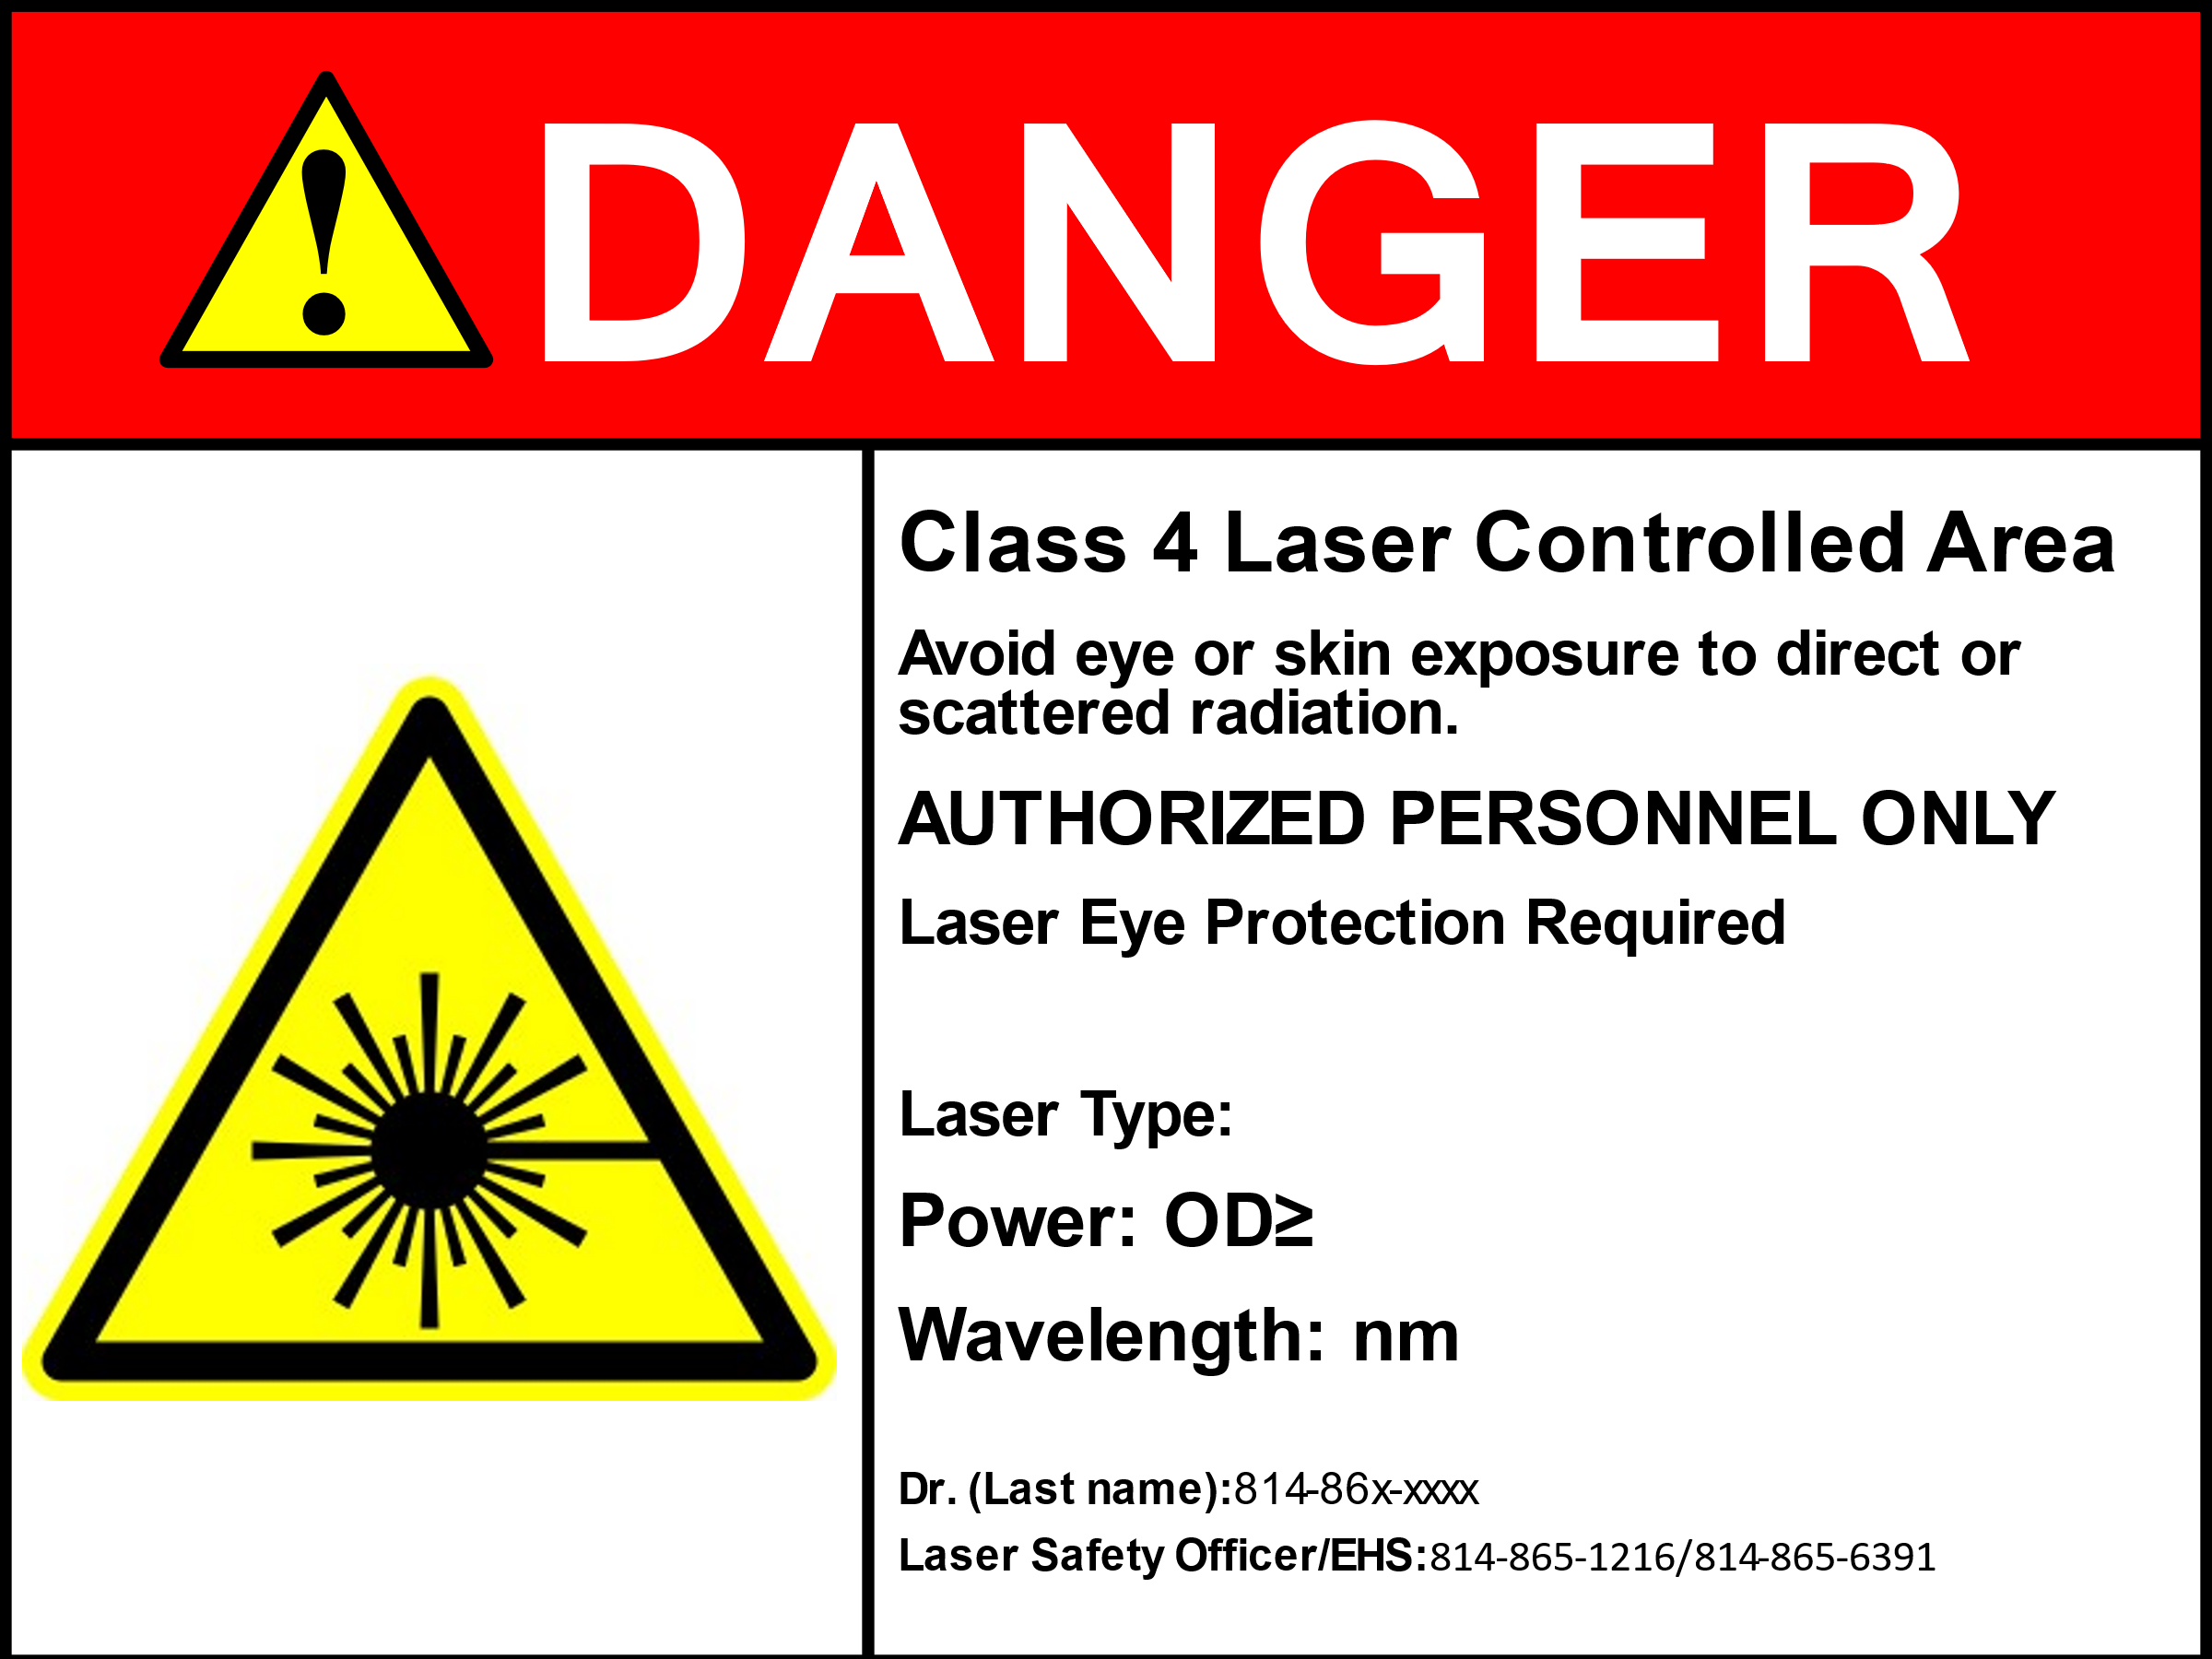 DANGER
Class 4 Laser Controlled Area
Avoid eye or skin exposure to direct or
scattered radiation.
AUTHORIZED PERSONNEL ONLY
Laser Eye Protection Required
Laser Type:
Power: OD≥
Wavelength: nm
Dr. (Last name):814-86x-xxxx
Laser Safety Officer/EHS:814-865-1216/814-865-6391